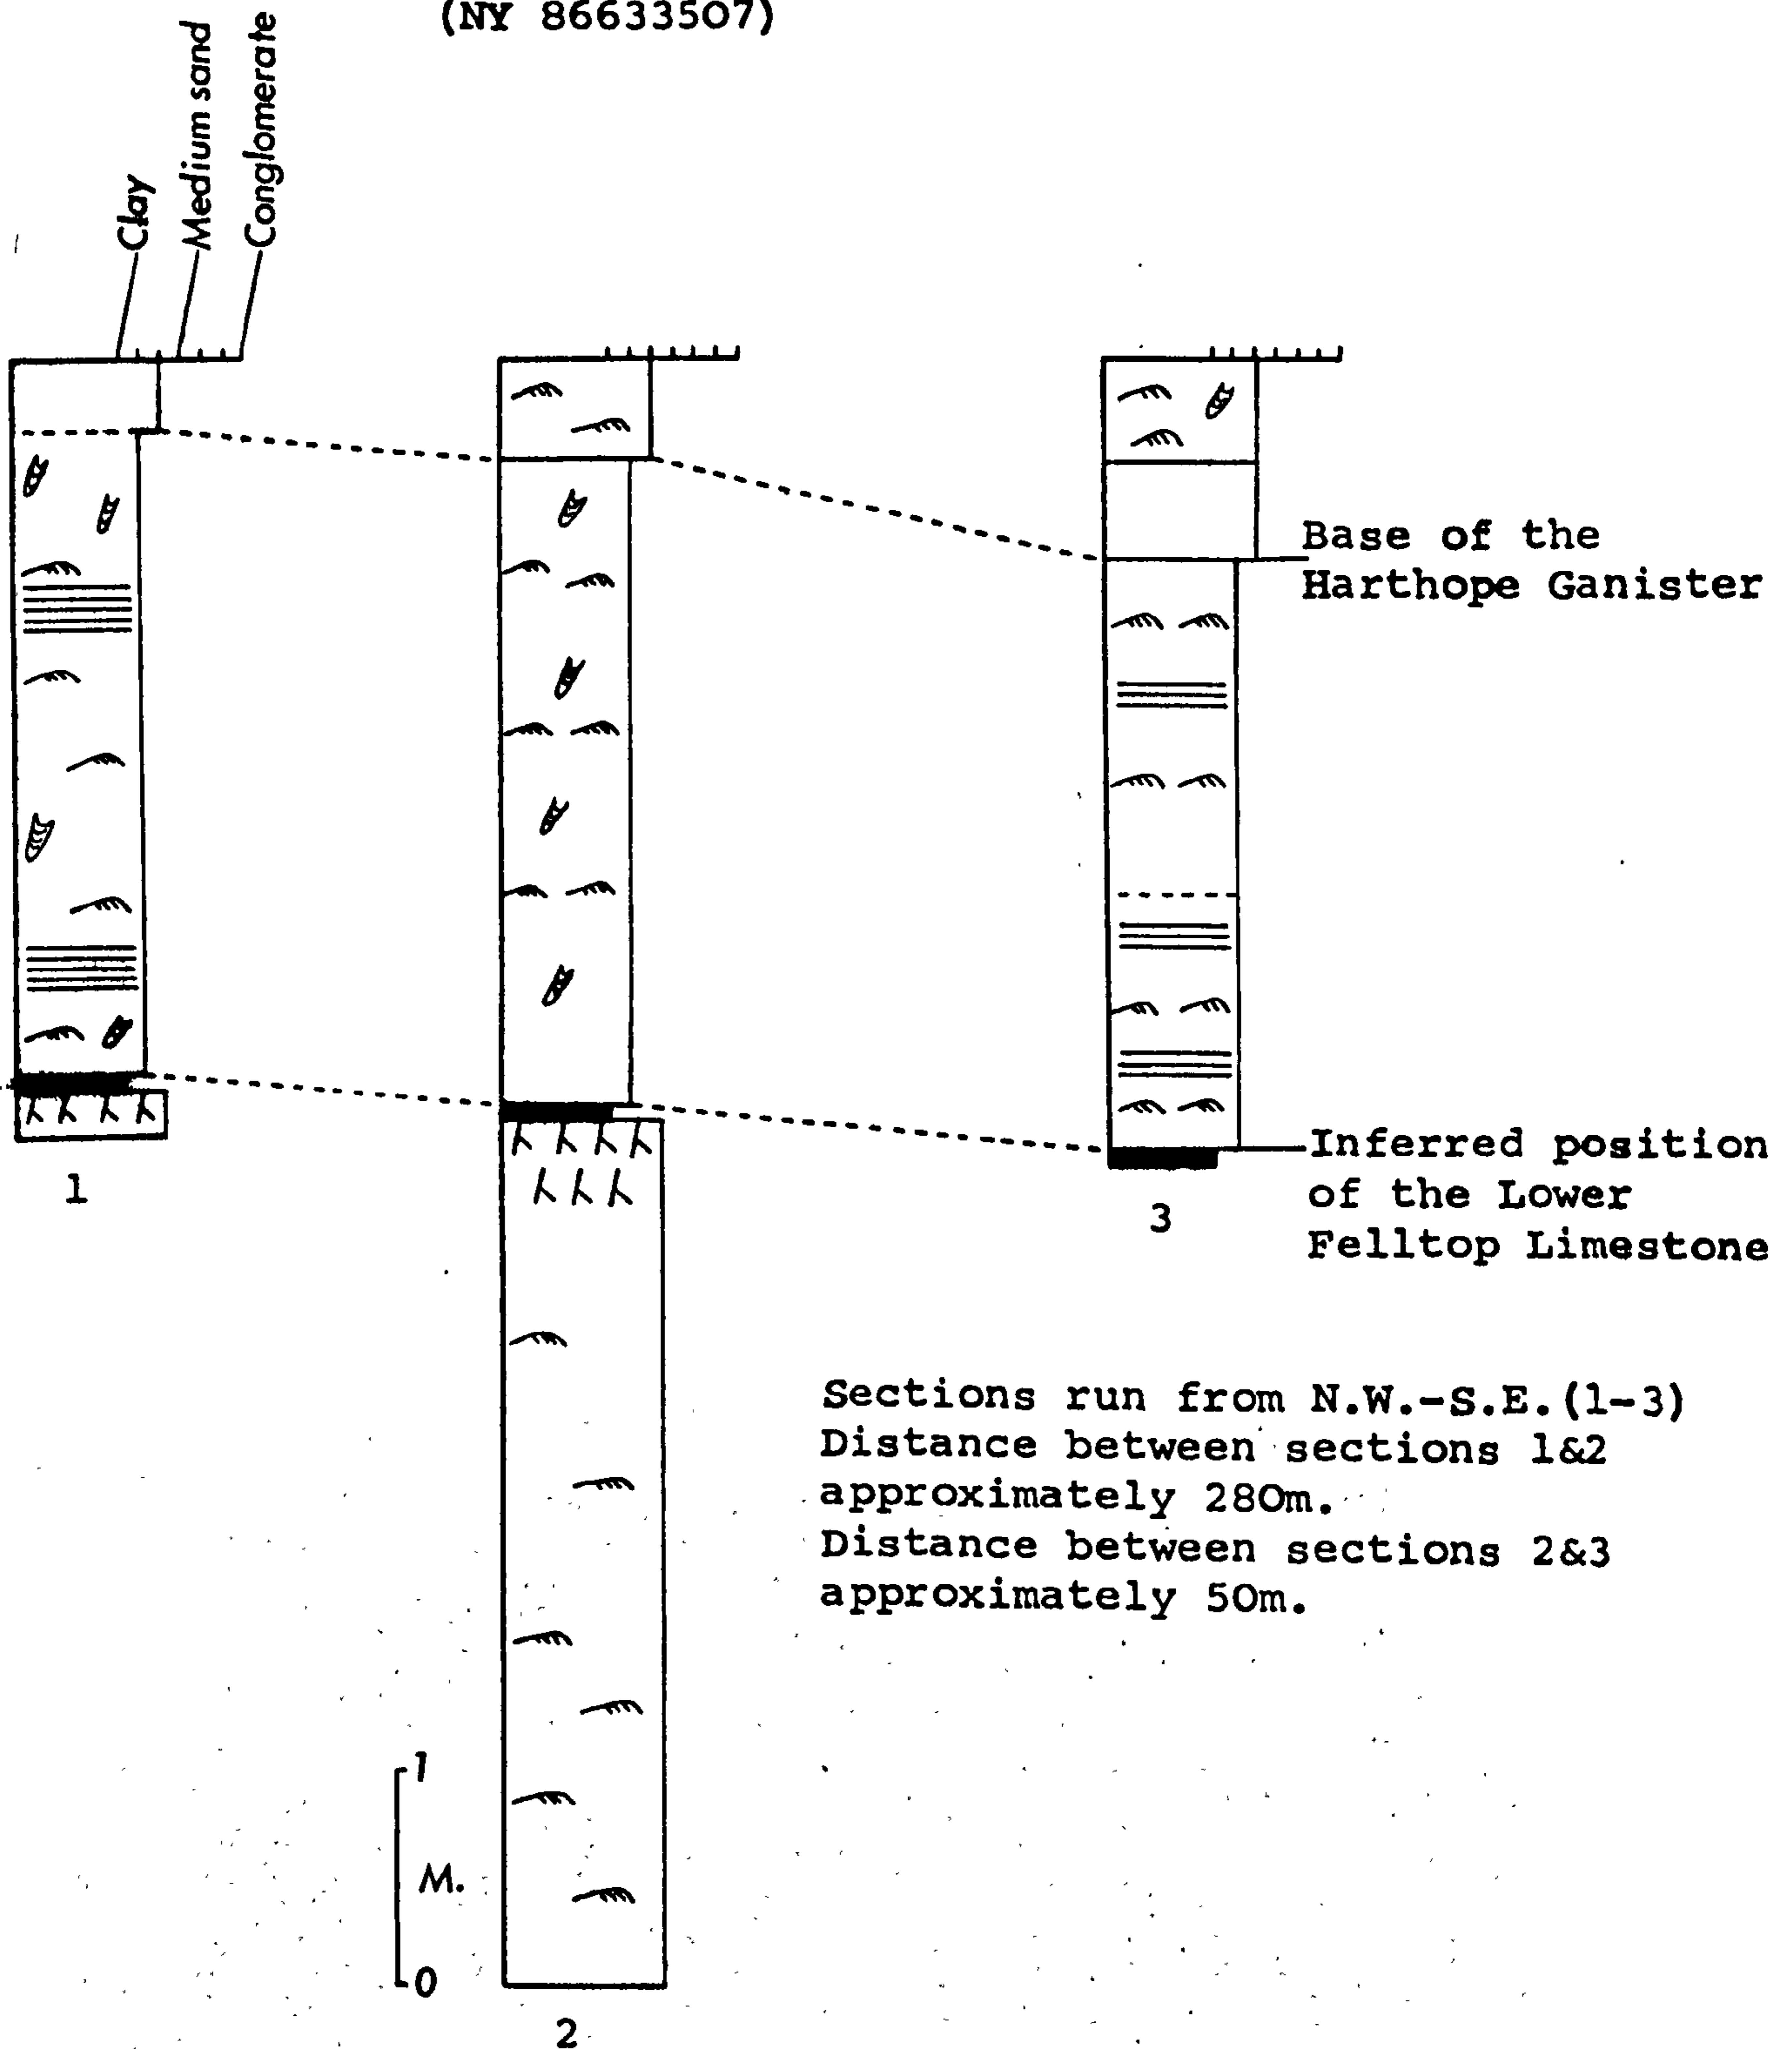 (NY 86633507)
Clay
Medium sand
Conglomerate
Base of the
Harthope Ganister
1
3
Inferred position
of the Lower
Felltop Limestone
Sections run from N.W.-S.E.(1-3)
Distance between sections 1&2
approximately 280m.
Distance between sections 2&3
approximately 50m.
1
M.
0
2